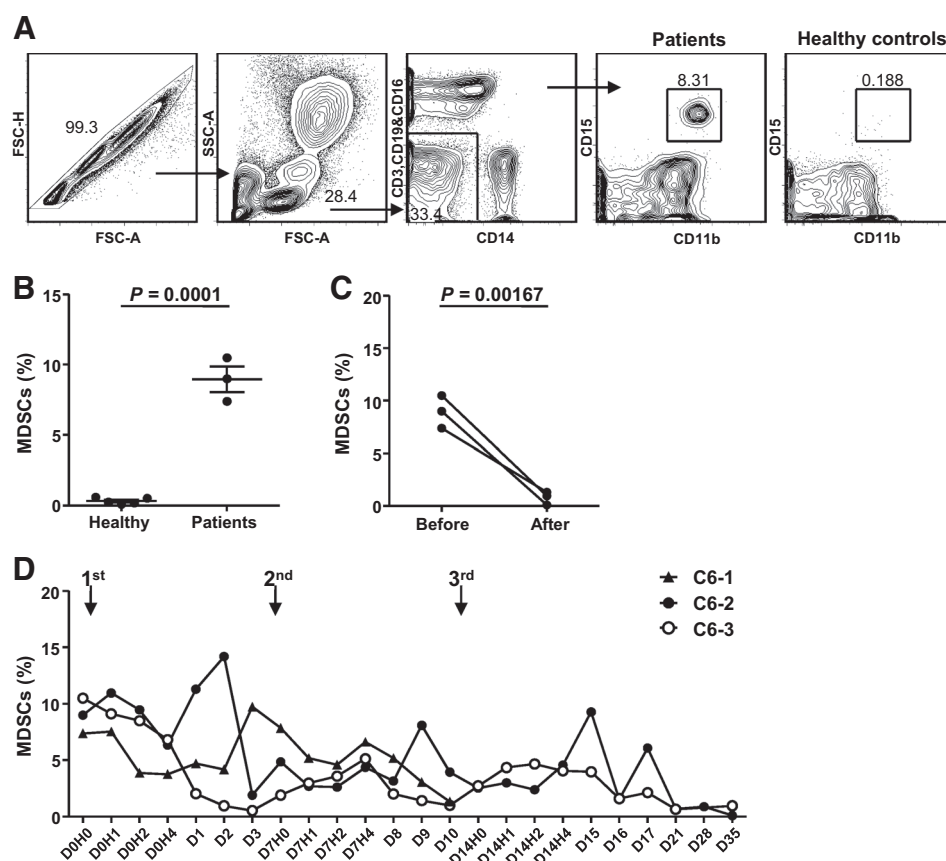 A
Patients
Healthy controls
FSC-H
99.3
FSC-A
SSC-A
28.4
FSC-A
CD3, CD19&CD16
33.4
CD14
CD15
8.31
CD11b
CD15
0.188
CD11b
B
P = 0.0001
MDSCs (%)
15
10
5
0
Healthy
Patients
C
P = 0.00167
MDSCs (%)
20
15
10
5
0
Before
After
D
1st
2nd
3rd
C6-1
C6-2
C6-3
MDSCs (%)
20
15
10
5
0
D0H0
D0H1
D0H2
D0H4
D1
D2
D3
D7H0
D7H1
D7H2
D7H4
D8
D9
D10
D14H0
D14H1
D14H2
D14H4
D15
D16
D17
D21
D28
D35